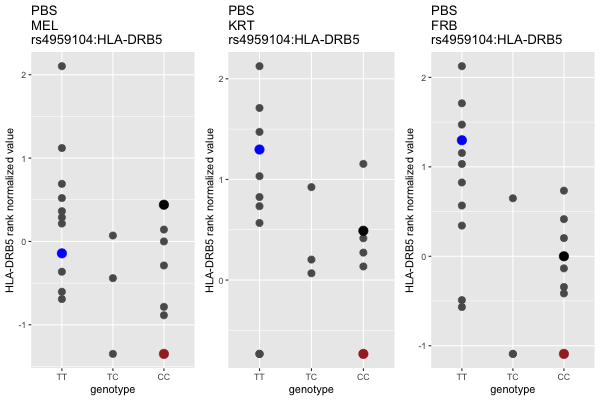 PBS
MEL
rs4959104:HLA-DRB5
HLA-DRB5 rank normalized value
2
1
0
-1
TT
TC
CC
genotype
PBS
KRT
rs4959104:HLA-DRB5
HLA-DRB5 rank normalized value
2
1
0
TT
TC
CC
genotype
PBS
FRB
rs4959104:HLA-DRB5
HLA-DRB5 rank normalized value
2
1
0
-1
TT
TC
CC
genotype